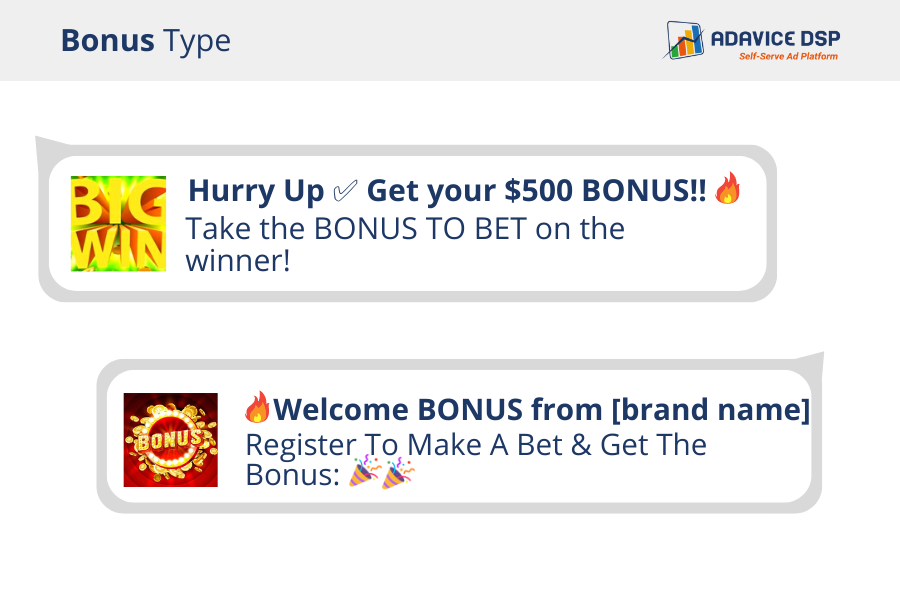 Bonus Type
ADAVICE DSP
Self-Serve Ad Platform
BIG
WIN
Hurry Up ✅ Get your $500 BONUS!! 🔥
Take the BONUS TO BET on the
winner!
BONUS
🔥Welcome BONUS from [brand name]
Register To Make A Bet & Get The
Bonus: 🎉🎉